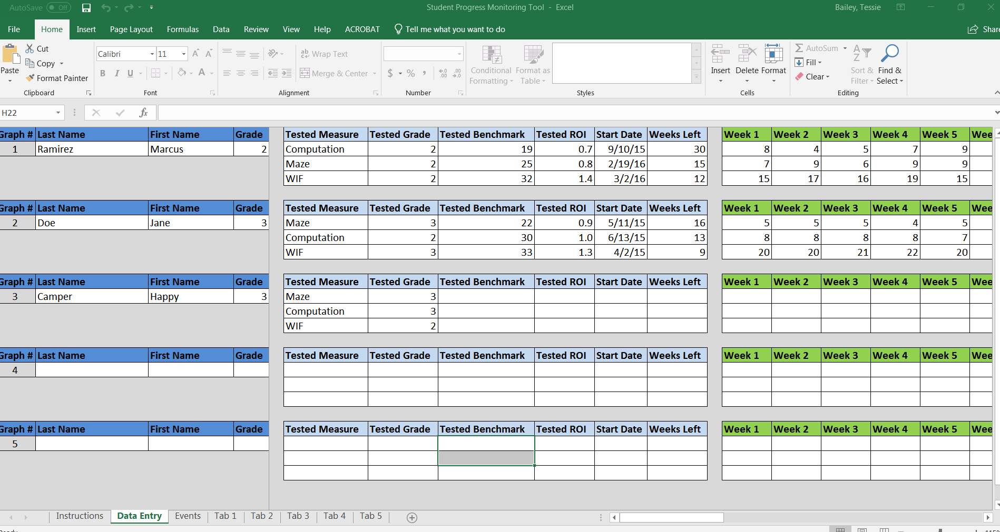 AutoSave Off Student Progress Monitoring Tool - Excel Bailey, Tessie
File Home Insert Page Layout Formulas Data Review View Help ACROBAT Tell me what you want to do Share
Paste Cut Copy Format Painter Clipboard
Calibri 11 A A B I U A Font
ab Wrap Text Merge & Center Alignment
$ % , .0 .00 .00 .0 Number
Conditional Formatting Format as Table Styles
Insert Delete Format Cells
AutoSum Fill Clear Sort & Filter Find & Select Editing
H22 fx
Graph # Last Name First Name Grade Tested Measure Tested Grade Tested Benchmark Tested ROI Start Date Weeks Left Week 1 Week 2 Week 3 Week 4 Week 5 Wee
1 Ramirez Marcus 2 Computation 2 19 0.7 9/10/15 30 8 4 5 7 9
Maze 2 25 0.8 2/19/16 15 7 9 6 9 9
WIF 2 32 1.4 3/2/16 12 15 17 16 19 15
Graph # Last Name First Name Grade Tested Measure Tested Grade Tested Benchmark Tested ROI Start Date Weeks Left Week 1 Week 2 Week 3 Week 4 Week 5 Wee
2 Doe Jane 3 Maze 3 22 0.9 5/11/15 16 5 5 5 4 5
Computation 2 30 1.0 6/13/15 13 8 8 8 8 7
WIF 3 33 1.3 4/2/15 9 20 20 21 22 20
Graph # Last Name First Name Grade Tested Measure Tested Grade Tested Benchmark Tested ROI Start Date Weeks Left Week 1 Week 2 Week 3 Week 4 Week 5 Wee
3 Camper Happy 3 Maze 3
Computation 3
WIF 2
Graph # Last Name First Name Grade Tested Measure Tested Grade Tested Benchmark Tested ROI Start Date Weeks Left Week 1 Week 2 Week 3 Week 4 Week 5 Wee
4
Graph # Last Name First Name Grade Tested Measure Tested Grade Tested Benchmark Tested ROI Start Date Weeks Left Week 1 Week 2 Week 3 Week 4 Week 5 Wee
5
Instructions Data Entry Events Tab 1 Tab 2 Tab 3 Tab 4 Tab 5